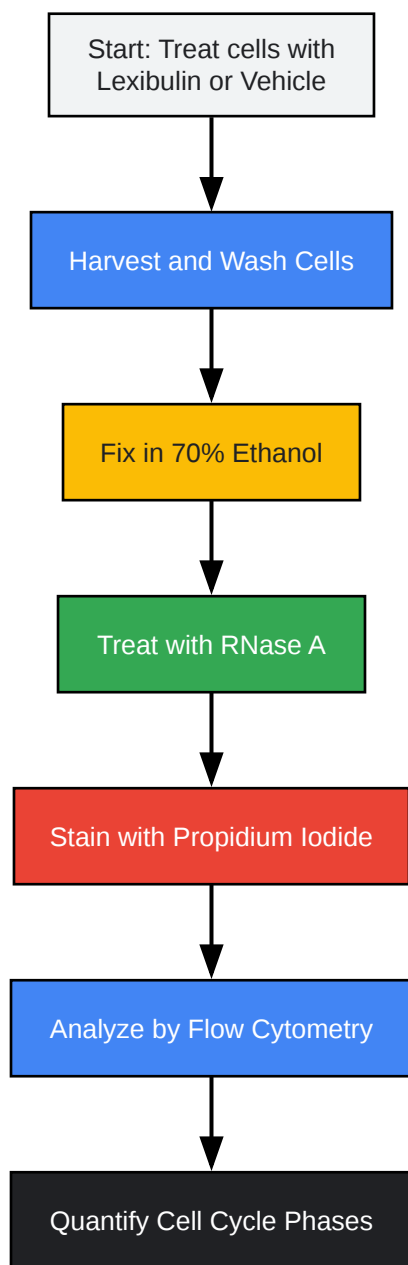 Start: Treat cells with
Lexibulin or Vehicle
Harvest and Wash Cells
Fix in 70% Ethanol
Treat with RNase A
Stain with Propidium Iodide
Analyze by Flow Cytometry
Quantify Cell Cycle Phases